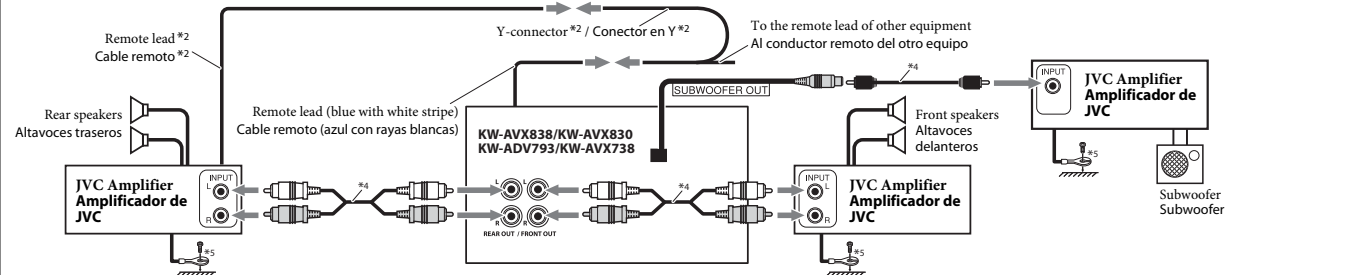 Remote lead *2
Cable remoto *2
Y-connector *2 / Conector en Y *2
To the remote lead of other equipment
Al conductor remoto del otro equipo
*4
SUBWOOFER OUT
INPUT
JVC Amplifier
Amplificador de
JVC
*5
Subwoofer
Subwoofer
Rear speakers
Altavoces traseros
Remote lead (blue with white stripe)
Cable remoto (azul con rayas blancas)
KW-AVX838/KW-AVX830
KW-ADV793/KW-AVX738
Front speakers
Altavoces
delanteros
JVC Amplifier
Amplificador de
JVC
INPUT
L
R
*4
*5
L L
R R
REAR OUT / FRONT OUT
*4
INPUT
L
R
JVC Amplifier
Amplificador de
JVC
*5